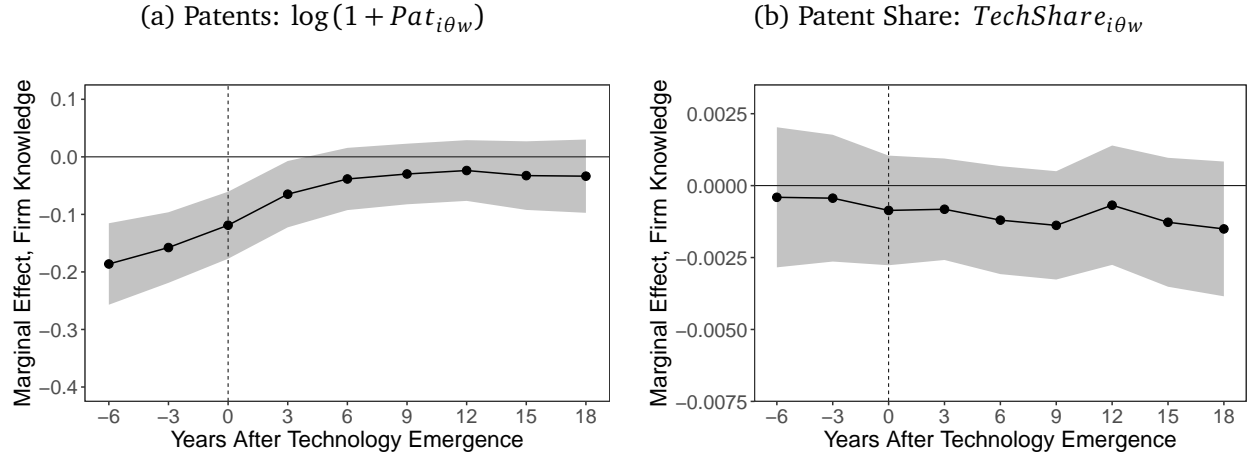 (a) Patents: log(1 + Pat_{iθw})
Marginal Effect, Firm Knowledge
0.1
0.0
−0.1
−0.2
−0.3
−0.4
−6 −3 0 3 6 9 12 15 18
Years After Technology Emergence
(b) Patent Share: TechShare_{iθw}
Marginal Effect, Firm Knowledge
0.0025
0.0000
−0.0025
−0.0050
−0.0075
−6 −3 0 3 6 9 12 15 18
Years After Technology Emergence